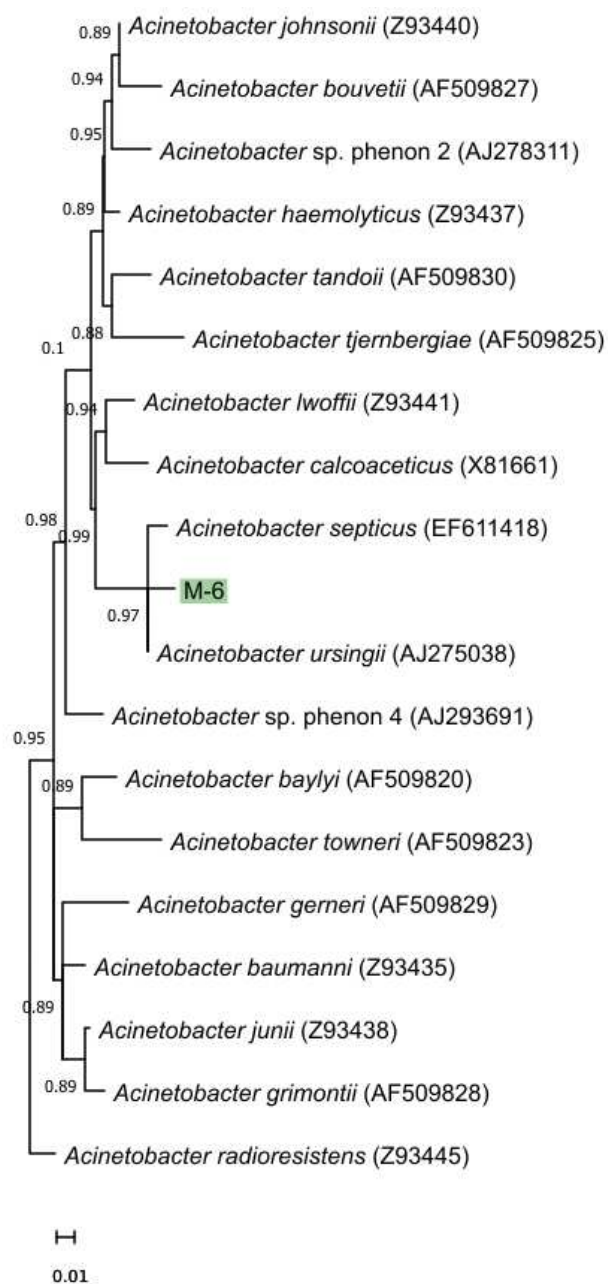 0.89
Acinetobacter johnsonii (Z93440)
0.94
Acinetobacter bouvetii (AF509827)
0.95
Acinetobacter sp. phenon 2 (AJ278311)
0.89
Acinetobacter haemolyticus (Z93437)
Acinetobacter tandoii (AF509830)
0.88
Acinetobacter tjernbergiae (AF509825)
0.1
0.94
Acinetobacter lwoffii (Z93441)
Acinetobacter calcoaceticus (X81661)
0.98
Acinetobacter septicus (EF611418)
0.99
M-6
0.97
Acinetobacter ursingii (AJ275038)
Acinetobacter sp. phenon 4 (AJ293691)
0.95
Acinetobacter baylyi (AF509820)
0.89
Acinetobacter towneri (AF509823)
Acinetobacter gerneri (AF509829)
Acinetobacter baumanni (Z93435)
0.89
Acinetobacter junii (Z93438)
0.89
Acinetobacter grimontii (AF509828)
Acinetobacter radioresistens (Z93445)
0.01